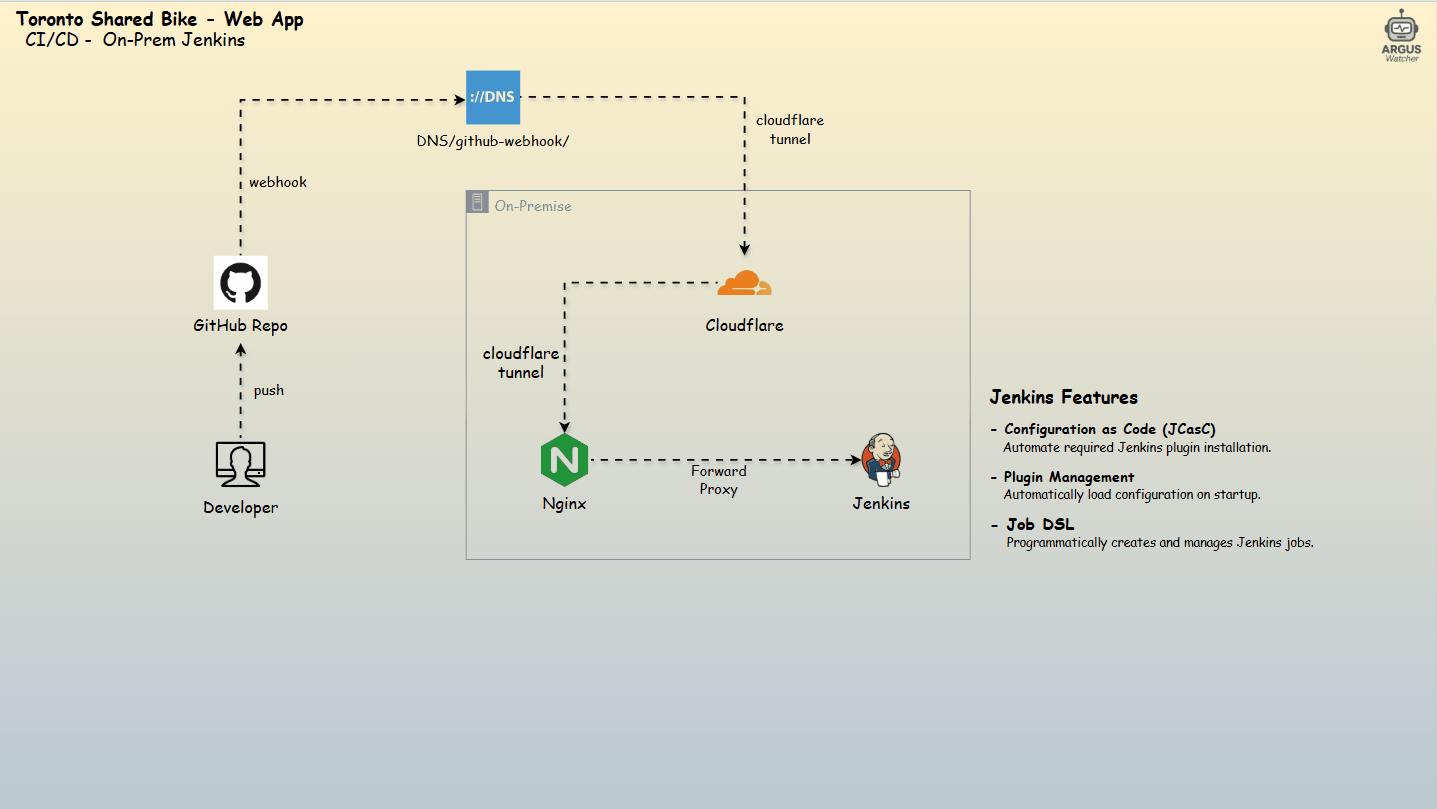 Toronto Shared Bike - Web App
CI/CD - On-Prem Jenkins
ARGUS
Watcher
://DNS
DNS/github-webhook/
cloudflare
tunnel
webhook
On-Premise
GitHub Repo
Cloudflare
cloudflare
tunnel
push
Developer
N
Nginx
Forward
Proxy
Jenkins
Jenkins Features
- Configuration as Code (JCasC)
Automate required Jenkins plugin installation.
- Plugin Management
Automatically load configuration on startup.
- Job DSL
Programmatically creates and manages Jenkins jobs.